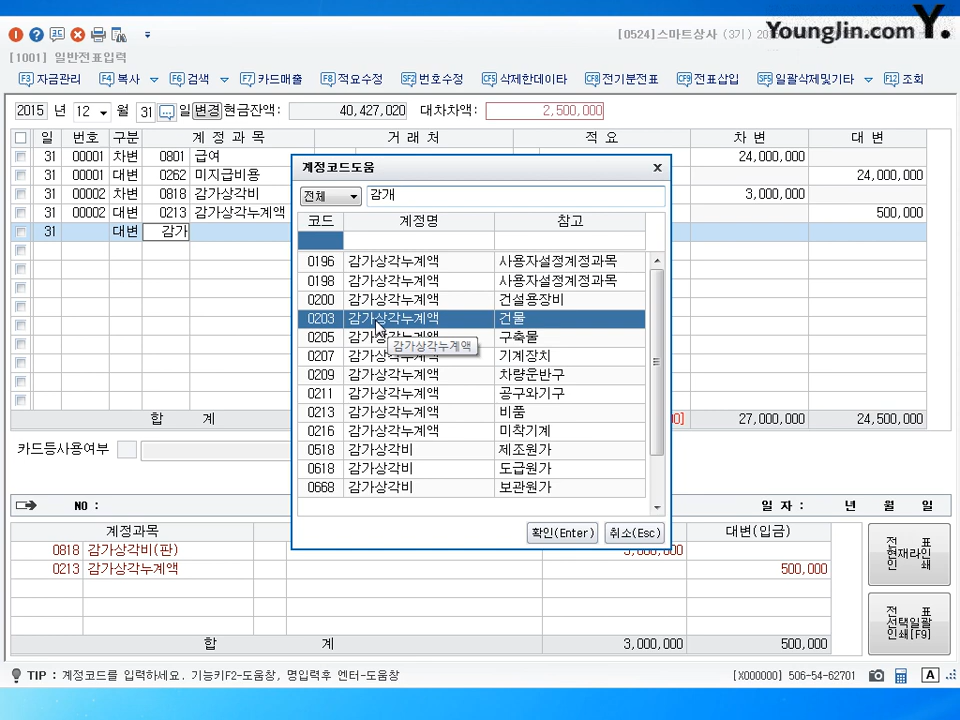 Younglin.com Y.
[0524]스마트상사 (3기)
[1001] 일반전표입력
F3 자금관리 F4 복사 F6 검색 F7 카드매출 F8 적요수정 SF2 번호수정 CF5 삭제한데이타 CF8 전기분전표 CF9 전표삽입 SF5 일괄삭제및기타 F12 조회
2015 년 12 월 31 일 변경 현금잔액: 40,427,020 대차차액: 2,500,000
일 번호 구분 계 정 과 목 거 래 처 적 요 차 변 대 변
31 00001 차변 0801 급여 24,000,000
31 00001 대변 0262 미지급비용 24,000,000
31 00002 차변 0818 감가상각비 3,000,000
31 00002 대변 0213 감가상각누계액 500,000
31 대변 감가
합 계 27,000,000 24,500,000
카드등사용여부
계정코드도움 x
전체 감개
코드 계정명 참고
0196 감가상각누계액 사용자설정계정과목
0198 감가상각누계액 사용자설정계정과목
0200 감가상각누계액 건설용장비
0203 감가상각누계액 건물
0205 감가상각누계액 구축물
감가상각누계액
0207 감가상각누계액 기계장치
0209 감가상각누계액 차량운반구
0211 감가상각누계액 공구와기구
0213 감가상각누계액 비품
0216 감가상각누계액 미착기계
0518 감가상각비 제조원가
0618 감가상각비 도급원가
0668 감가상각비 보관원가
확인(Enter) 취소(Esc)
NO : 일 자 : 년 월 일
계정과목 대변(입금)
0818 감가상각비(판) 3,000,000
0213 감가상각누계액 500,000
합 계 3,000,000 500,000
전 표
현재라인
인 쇄
전 표
선택일괄
인쇄[F9]
TIP : 계정코드를 입력하세요. 기능키F2-도움창, 명입력후 엔터-도움창
[X000000] 506-54-62701 A